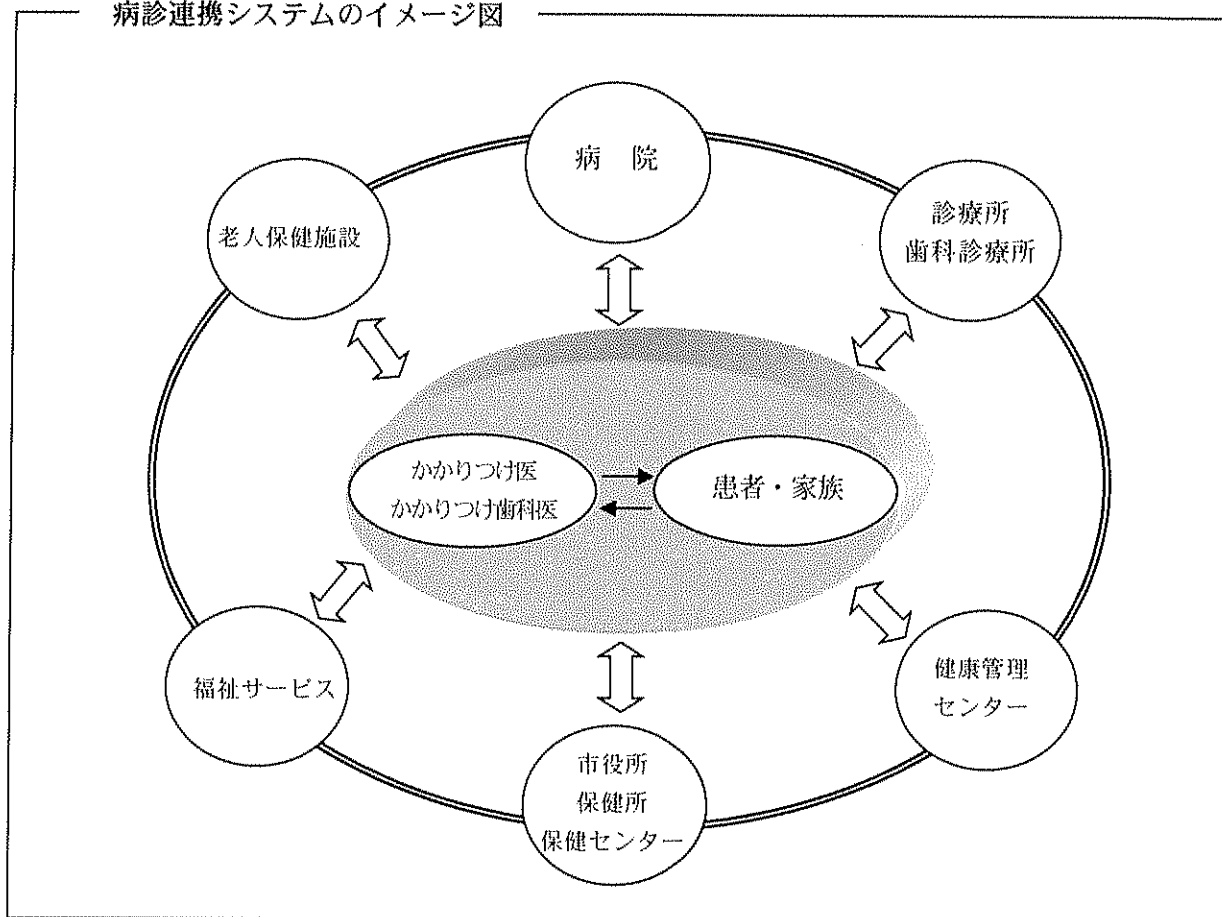 病診連携システムのイメージ図
病 院
老人保健施設
診療所
歯科診療所
かかりつけ医
かかりつけ歯科医
患者・家族
福祉サービス
健康管理
センター
市役所
保健所
保健センター